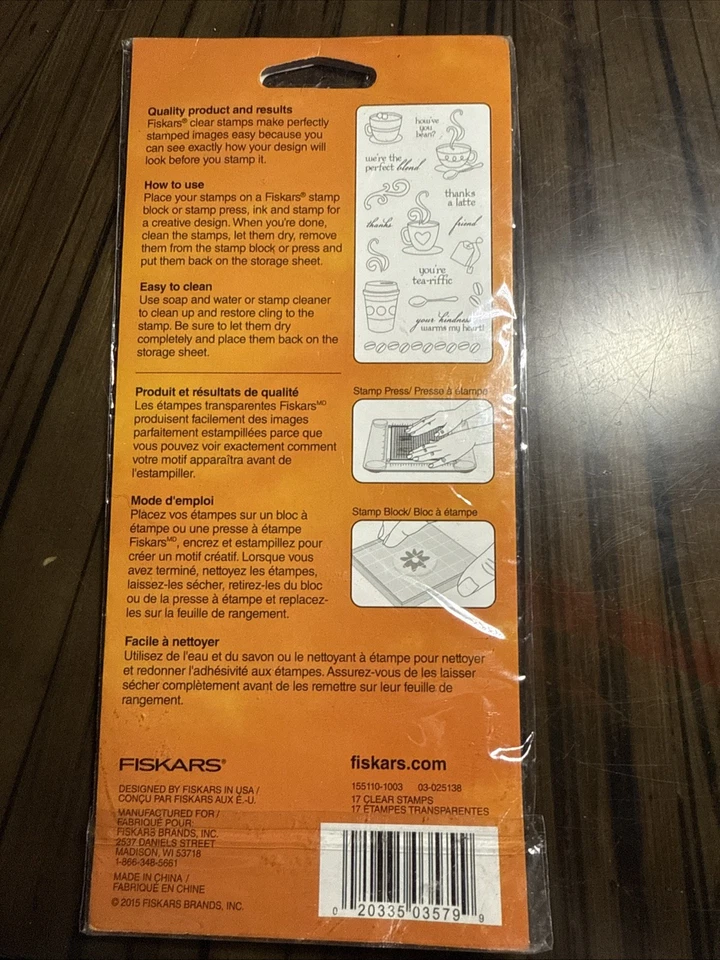 Quality product and results
Fiskars® clear stamps make perfectly
stamped images easy because you
can see exactly how your design will
look before you stamp it.
How to use
Place your stamps on a Fiskars® stamp
block or stamp press, ink and stamp for
a creative design. When you're done,
clean the stamps, let them dry, remove
them from the stamp block or press and
put them back on the storage sheet.
Easy to clean
Use soap and water or stamp cleaner
to clean up and restore cling to the
stamp. Be sure to let them dry
completely and place them back on the
storage sheet.
how've
you
bean?
we're the
perfect blend
thanks
a latte
thanks
friend
you're
tea-riffic
your kindness
warms my heart!
Produit et résultats de qualité
Les étampes transparentes Fiskars^MD
produisent facilement des images
parfaitement estampillées parce que
vous pouvez voir exactement comment
votre motif apparaîtra avant de
l'estampiller.
Mode d'emploi
Placez vos étampes sur un bloc à
étampe ou une presse à étampe
Fiskars^MD, encrez et estampillez pour
créer un motif créatif. Lorsque vous
avez terminé, nettoyez les étampes,
laissez-les sécher, retirez-les du bloc
ou de la presse à étampe et replacez-
les sur la feuille de rangement.
Stamp Press/ Presse à étampe
Stamp Block/ Bloc à étampe
Facile à nettoyer
Utilisez de l'eau et du savon ou le nettoyant à étampe pour nettoyer
et redonner l'adhésivité aux étampes. Assurez-vous de les laisser
sécher complètement avant de les remettre sur leur feuille de
rangement.
FISKARS®
DESIGNED BY FISKARS IN USA /
CONÇU PAR FISKARS AUX É.-U.
MANUFACTURED FOR /
FABRIQUÉ POUR:
FISKARS BRANDS, INC.
2537 DANIELS STREET
MADISON, WI 53718
1-866-348-5661
MADE IN CHINA /
FABRIQUÉ EN CHINE
© 2015 FISKARS BRANDS, INC.
fiskars.com
155110-1003 03-025138
17 CLEAR STAMPS
17 ÉTAMPES TRANSPARENTES
0 20335 03579 9